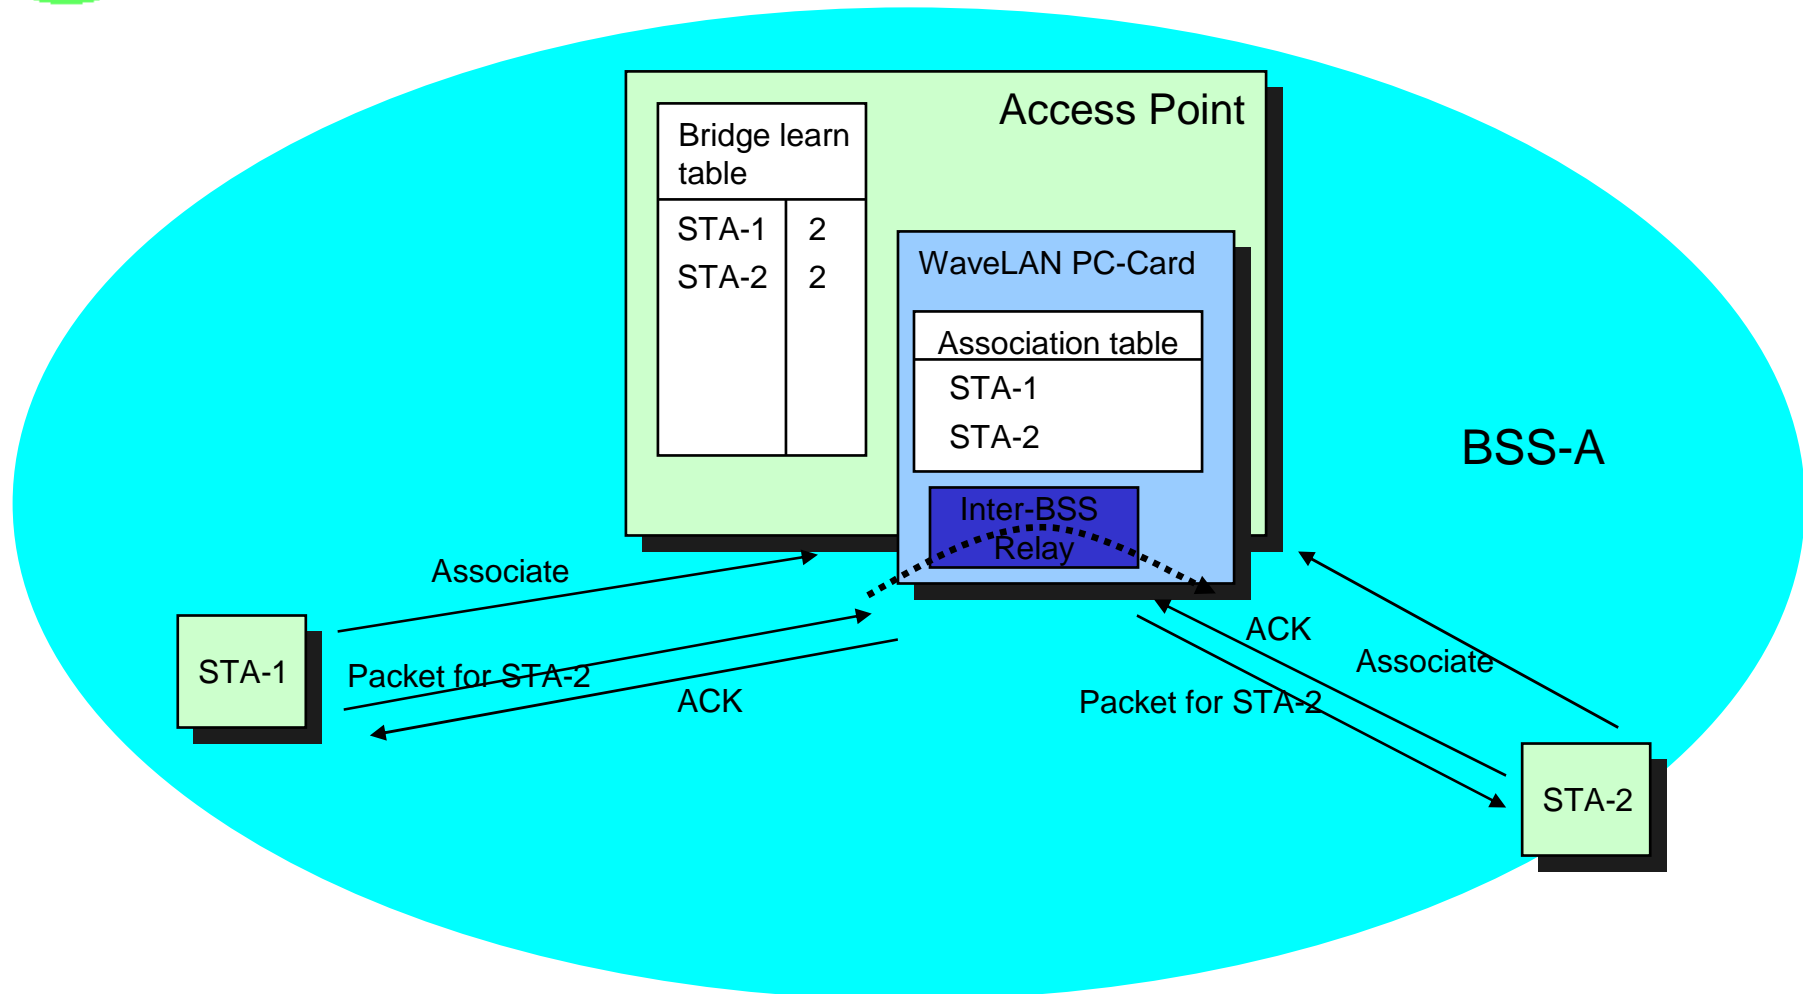 Access Point
Bridge learn
table
STA-1 2
STA-2 2
WaveLAN PC-Card
Association table
STA-1
STA-2
BSS-A
Inter-BSS
Relay
Associate
ACK
Associate
STA-1
Packet for STA-2
ACK
Packet for STA-2
STA-2